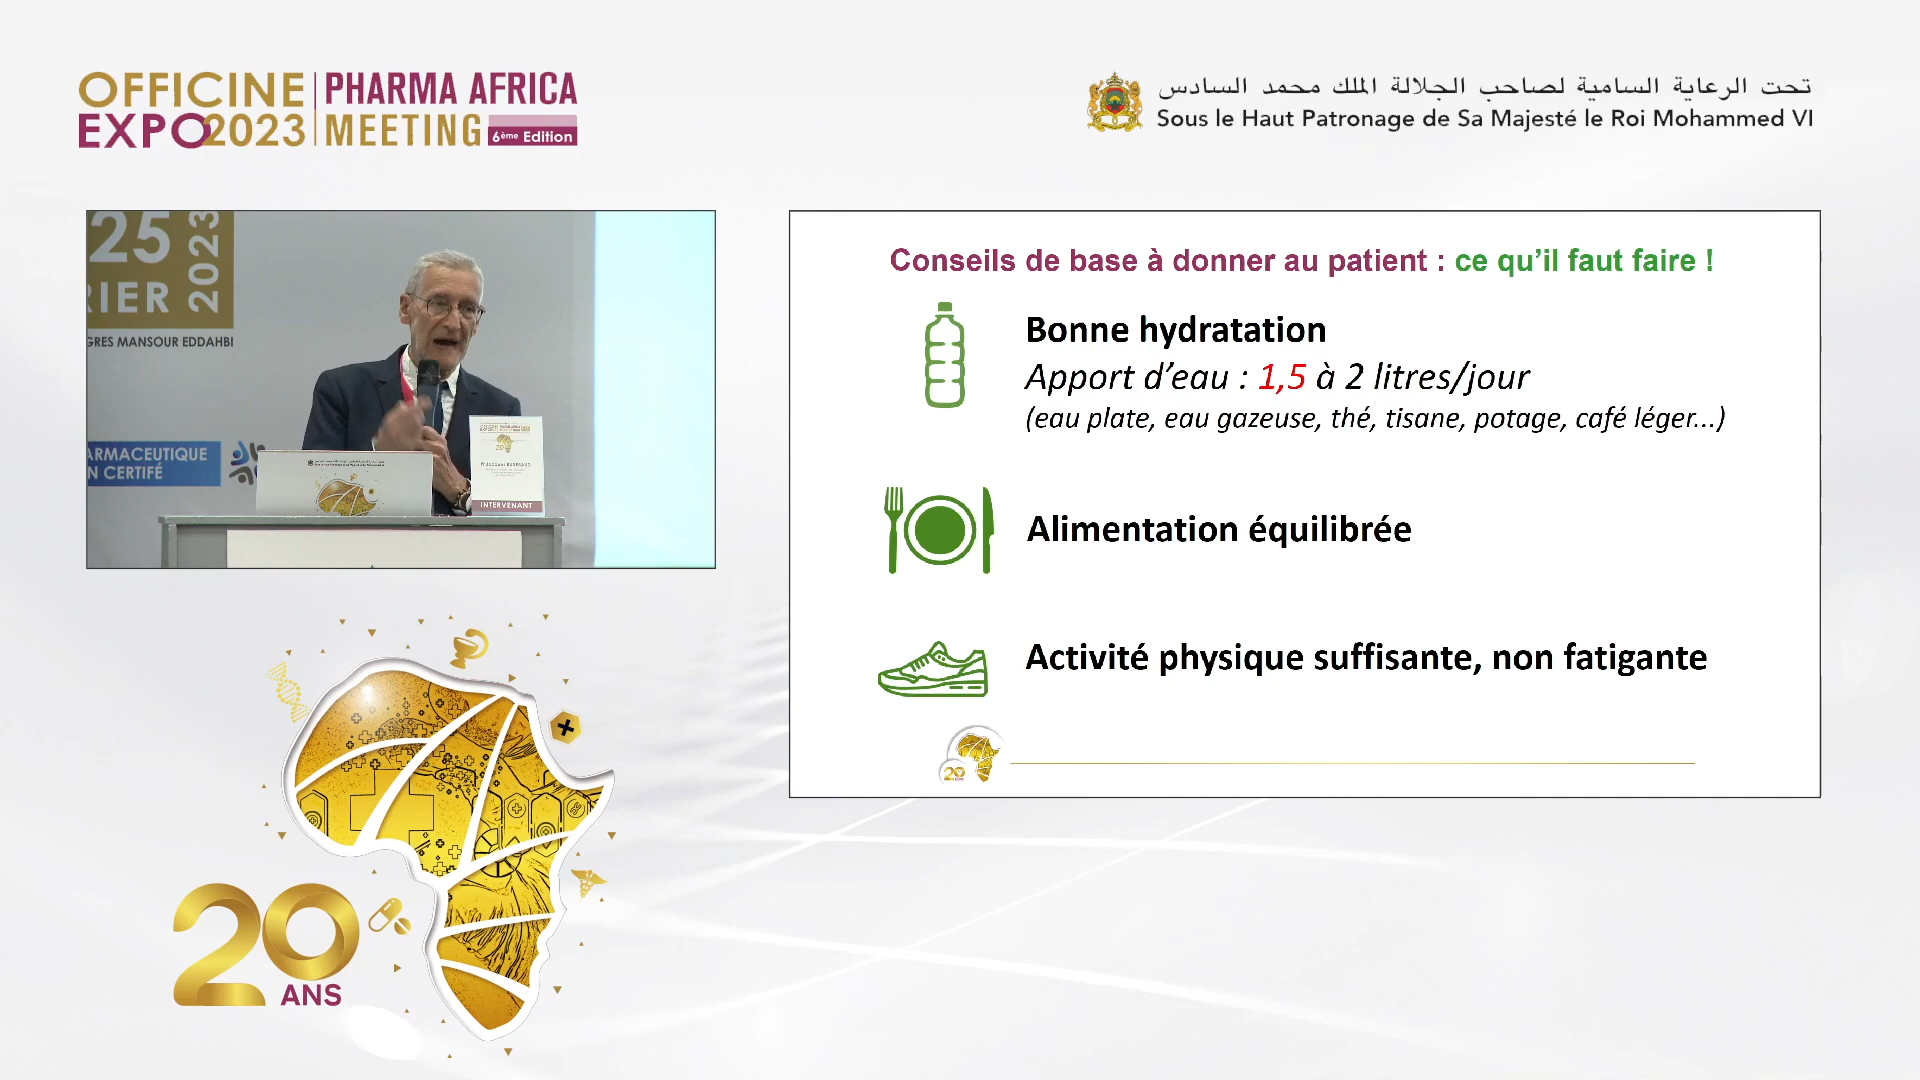 OFFICINE
EXPO2023
PHARMA AFRICA
MEETING 6ème Edition
تحت الرعاية السامية لصاحب الجلالة الملك محمد السادس
Sous le Haut Patronage de Sa Majesté le Roi Mohammed VI
25
RIER
2023
GRES MANSOUR EDDAHBI
ARMACEUTIQUE
N CERTIFÉ
INTERVENANT
Conseils de base à donner au patient : ce qu’il faut faire !
Bonne hydratation
Apport d’eau : 1,5 à 2 litres/jour
(eau plate, eau gazeuse, thé, tisane, potage, café léger...)
Alimentation équilibrée
Activité physique suffisante, non fatigante
20
20
ANS